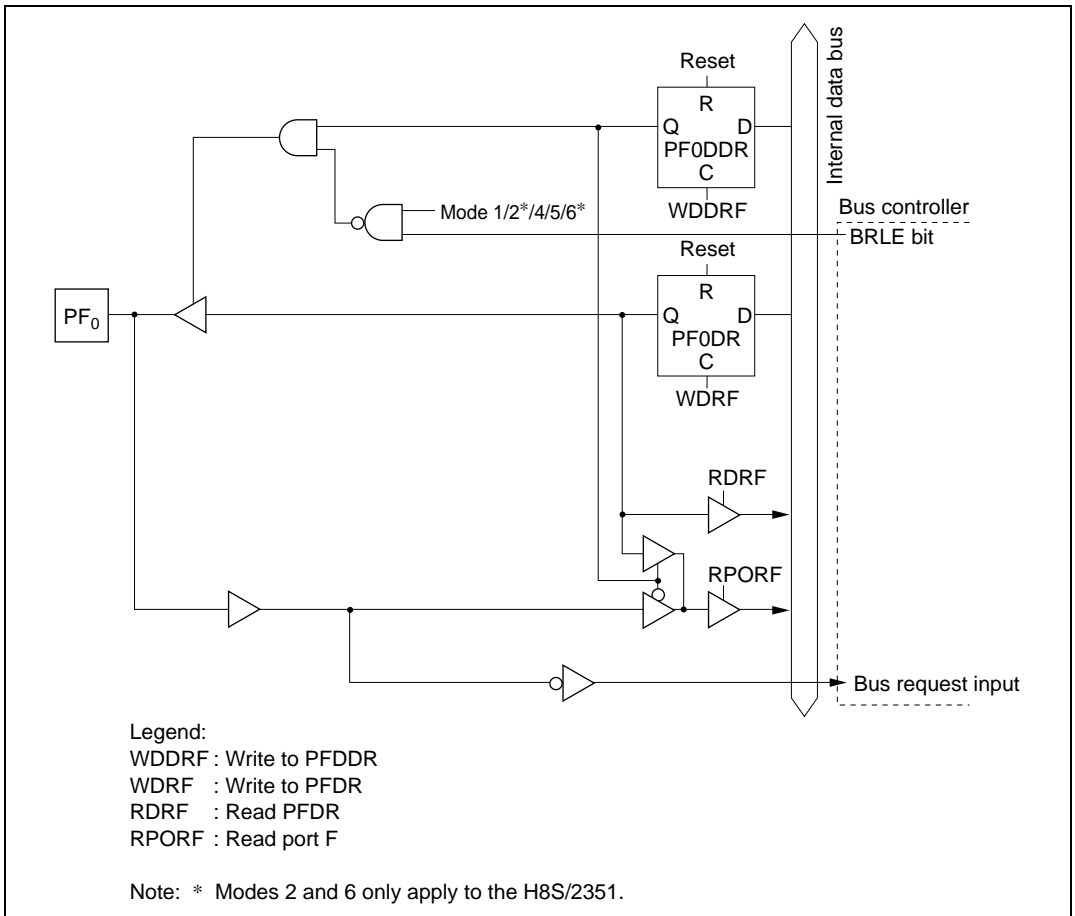 Reset
R
Q D
PF0DDR
C
WDDRF
Internal data bus
Mode 1/2*/4/5/6*
Bus controller
BRLE bit
Reset
R
Q D
PF0DR
C
WDRF
PF0
RDRF
RPORF
Bus request input
Legend:
WDDRF : Write to PFDDR
WDRF : Write to PFDR
RDRF : Read PFDR
RPORF : Read port F
Note: * Modes 2 and 6 only apply to the H8S/2351.